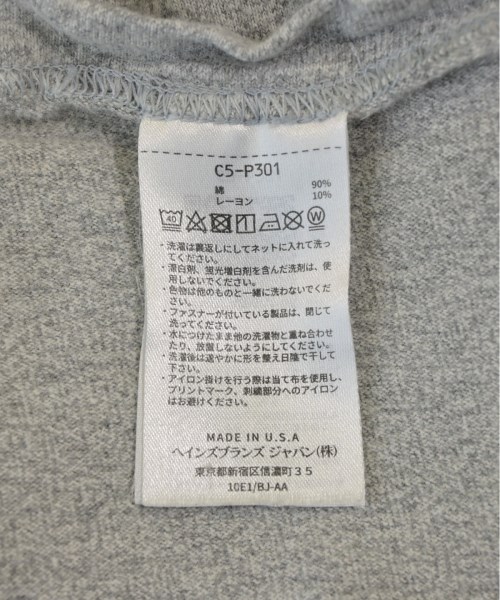 C5-P301
綿 90%
レーヨン 10%
40
・洗濯は裏返しにしてネットに入れて洗っ
てください。
・漂白剤、蛍光増白剤を含んだ洗剤は、使
用しないでください。
・色物は他のものと一緒に洗わないでくだ
さい。
・ファスナーが付いている製品は、閉じて
洗ってください。
・水につけたまま他の洗濯物と重ね合わせ
たり、放置しないようにしてください。
・洗濯後は速やかに形を整え日陰で干して
下さい。
・アイロン掛けを行う際は当て布を使用し、
プリントマーク、刺繍部分へのアイロン
はお避けください。
MADE IN U.S.A
ヘインズブランズ ジャパン(株)
東京都新宿区信濃町35
10E1/BJ-AA